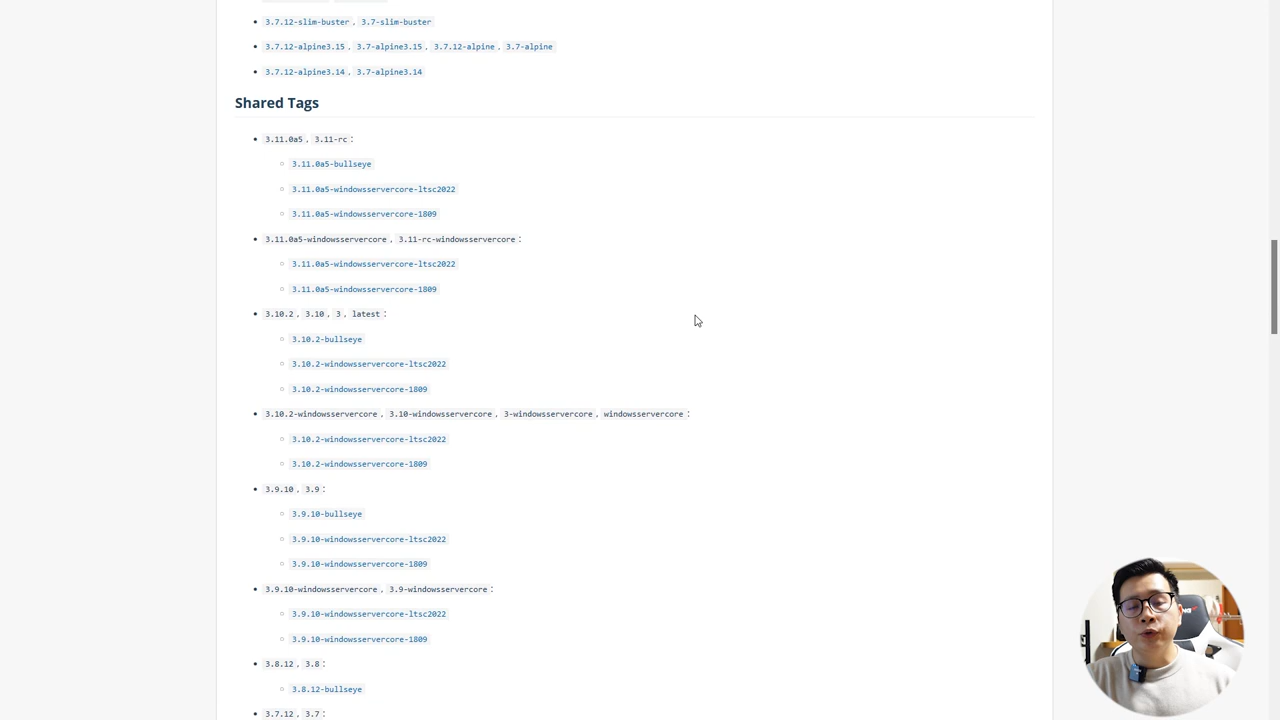 3.7.12-slim-buster, 3.7-slim-buster
3.7.12-alpine3.15, 3.7-alpine3.15, 3.7.12-alpine, 3.7-alpine
3.7.12-alpine3.14, 3.7-alpine3.14
Shared Tags
3.11.0a5, 3.11-rc:
3.11.0a5-bullseye
3.11.0a5-windowsservercore-ltsc2022
3.11.0a5-windowsservercore-1809
3.11.0a5-windowsservercore, 3.11-rc-windowsservercore:
3.11.0a5-windowsservercore-ltsc2022
3.11.0a5-windowsservercore-1809
3.10.2, 3.10, 3, latest:
3.10.2-bullseye
3.10.2-windowsservercore-ltsc2022
3.10.2-windowsservercore-1809
3.10.2-windowsservercore, 3.10-windowsservercore, 3-windowsservercore, windowsservercore:
3.10.2-windowsservercore-ltsc2022
3.10.2-windowsservercore-1809
3.9.10, 3.9:
3.9.10-bullseye
3.9.10-windowsservercore-ltsc2022
3.9.10-windowsservercore-1809
3.9.10-windowsservercore, 3.9-windowsservercore:
3.9.10-windowsservercore-ltsc2022
3.9.10-windowsservercore-1809
3.8.12, 3.8:
3.8.12-bullseye
3.7.12, 3.7: